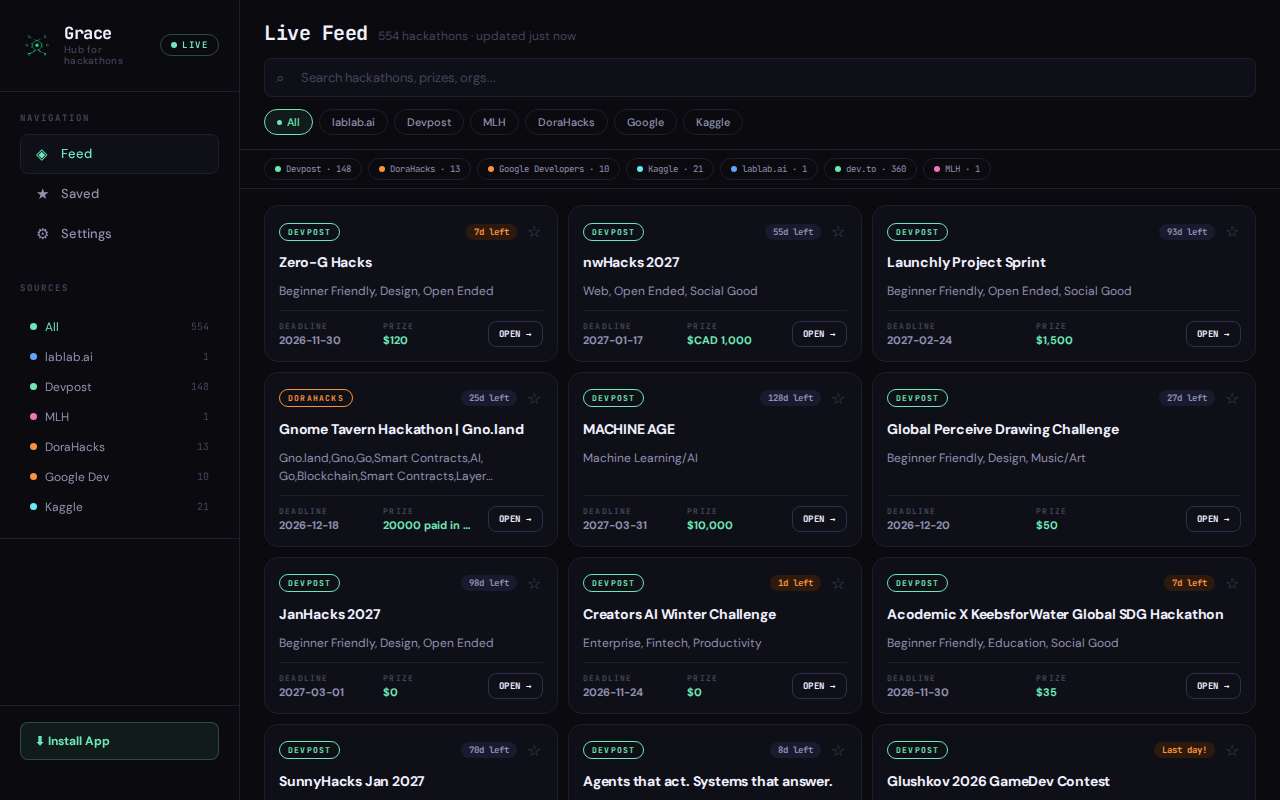 Grace
Hub for
hackathons
LIVE
NAVIGATION
Feed
Saved
Settings
SOURCES
All 554
lablab.ai 1
Devpost 148
MLH 1
DoraHacks 13
Google Dev 10
Kaggle 21
Install App
Live Feed 554 hackathons · updated just now
Search hackathons, prizes, orgs...
All lablab.ai Devpost MLH DoraHacks Google Kaggle
Devpost · 148 DoraHacks · 13 Google Developers · 10 Kaggle · 21 lablab.ai · 1 dev.to · 360 MLH · 1
DEVPOST 7d left
Zero-G Hacks
Beginner Friendly, Design, Open Ended
DEADLINE PRIZE
2026-11-30 $120 OPEN →
DEVPOST 55d left
nwHacks 2027
Web, Open Ended, Social Good
DEADLINE PRIZE
2027-01-17 $CAD 1,000 OPEN →
DEVPOST 93d left
Launchly Project Sprint
Beginner Friendly, Open Ended, Social Good
DEADLINE PRIZE
2027-02-24 $1,500 OPEN →
DORAHACKS 25d left
Gnome Tavern Hackathon | Gno.land
Gno.land,Gno,Go,Smart Contracts,AI,
Go,Blockchain,Smart Contracts,Layer...
DEADLINE PRIZE
2026-12-18 20000 paid in ... OPEN →
DEVPOST 128d left
MACHINE AGE
Machine Learning/AI
DEADLINE PRIZE
2027-03-31 $10,000 OPEN →
DEVPOST 27d left
Global Perceive Drawing Challenge
Beginner Friendly, Design, Music/Art
DEADLINE PRIZE
2026-12-20 $50 OPEN →
DEVPOST 98d left
JanHacks 2027
Beginner Friendly, Design, Open Ended
DEADLINE PRIZE
2027-03-01 $0 OPEN →
DEVPOST 1d left
Creators AI Winter Challenge
Enterprise, Fintech, Productivity
DEADLINE PRIZE
2026-11-24 $0 OPEN →
DEVPOST 7d left
Acodemic X KeebsforWater Global SDG Hackathon
Beginner Friendly, Education, Social Good
DEADLINE PRIZE
2026-11-30 $35 OPEN →
DEVPOST 70d left
SunnyHacks Jan 2027
DEVPOST 8d left
Agents that act. Systems that answer.
DEVPOST Last day!
Glushkov 2026 GameDev Contest